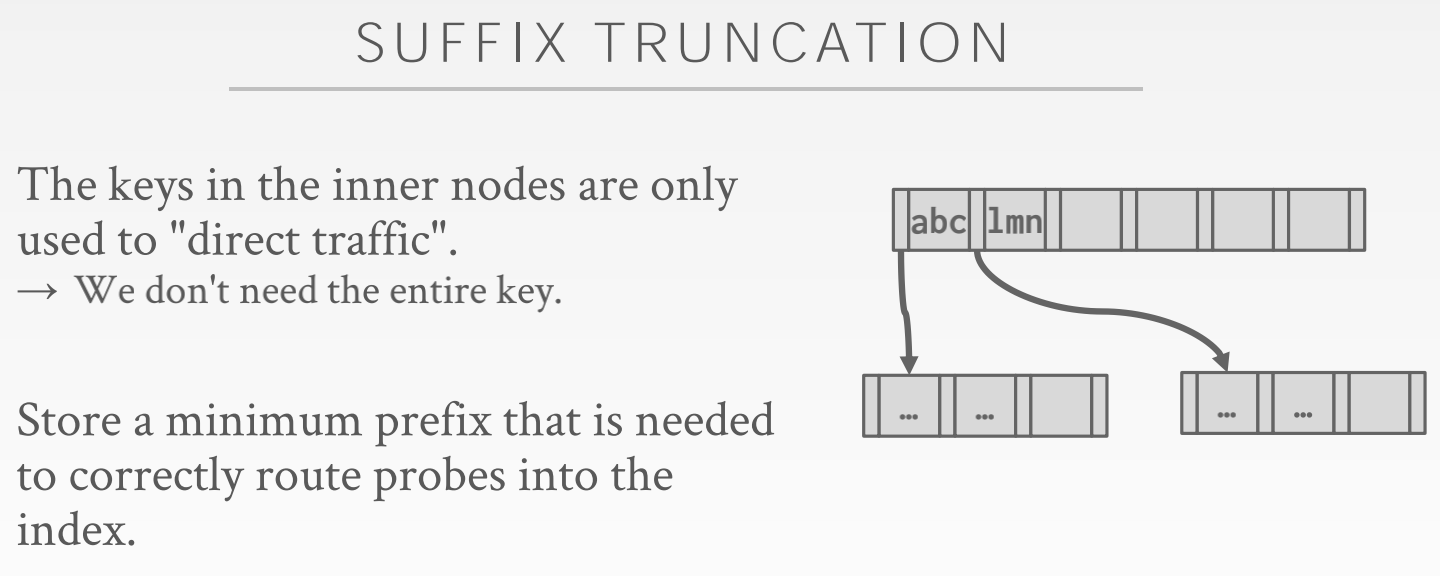 SUFFIX TRUNCATION
The keys in the inner nodes are only
used to "direct traffic".
→ We don't need the entire key.
Store a minimum prefix that is needed
to correctly route probes into the
index.
abc lmn
... ... ... ...